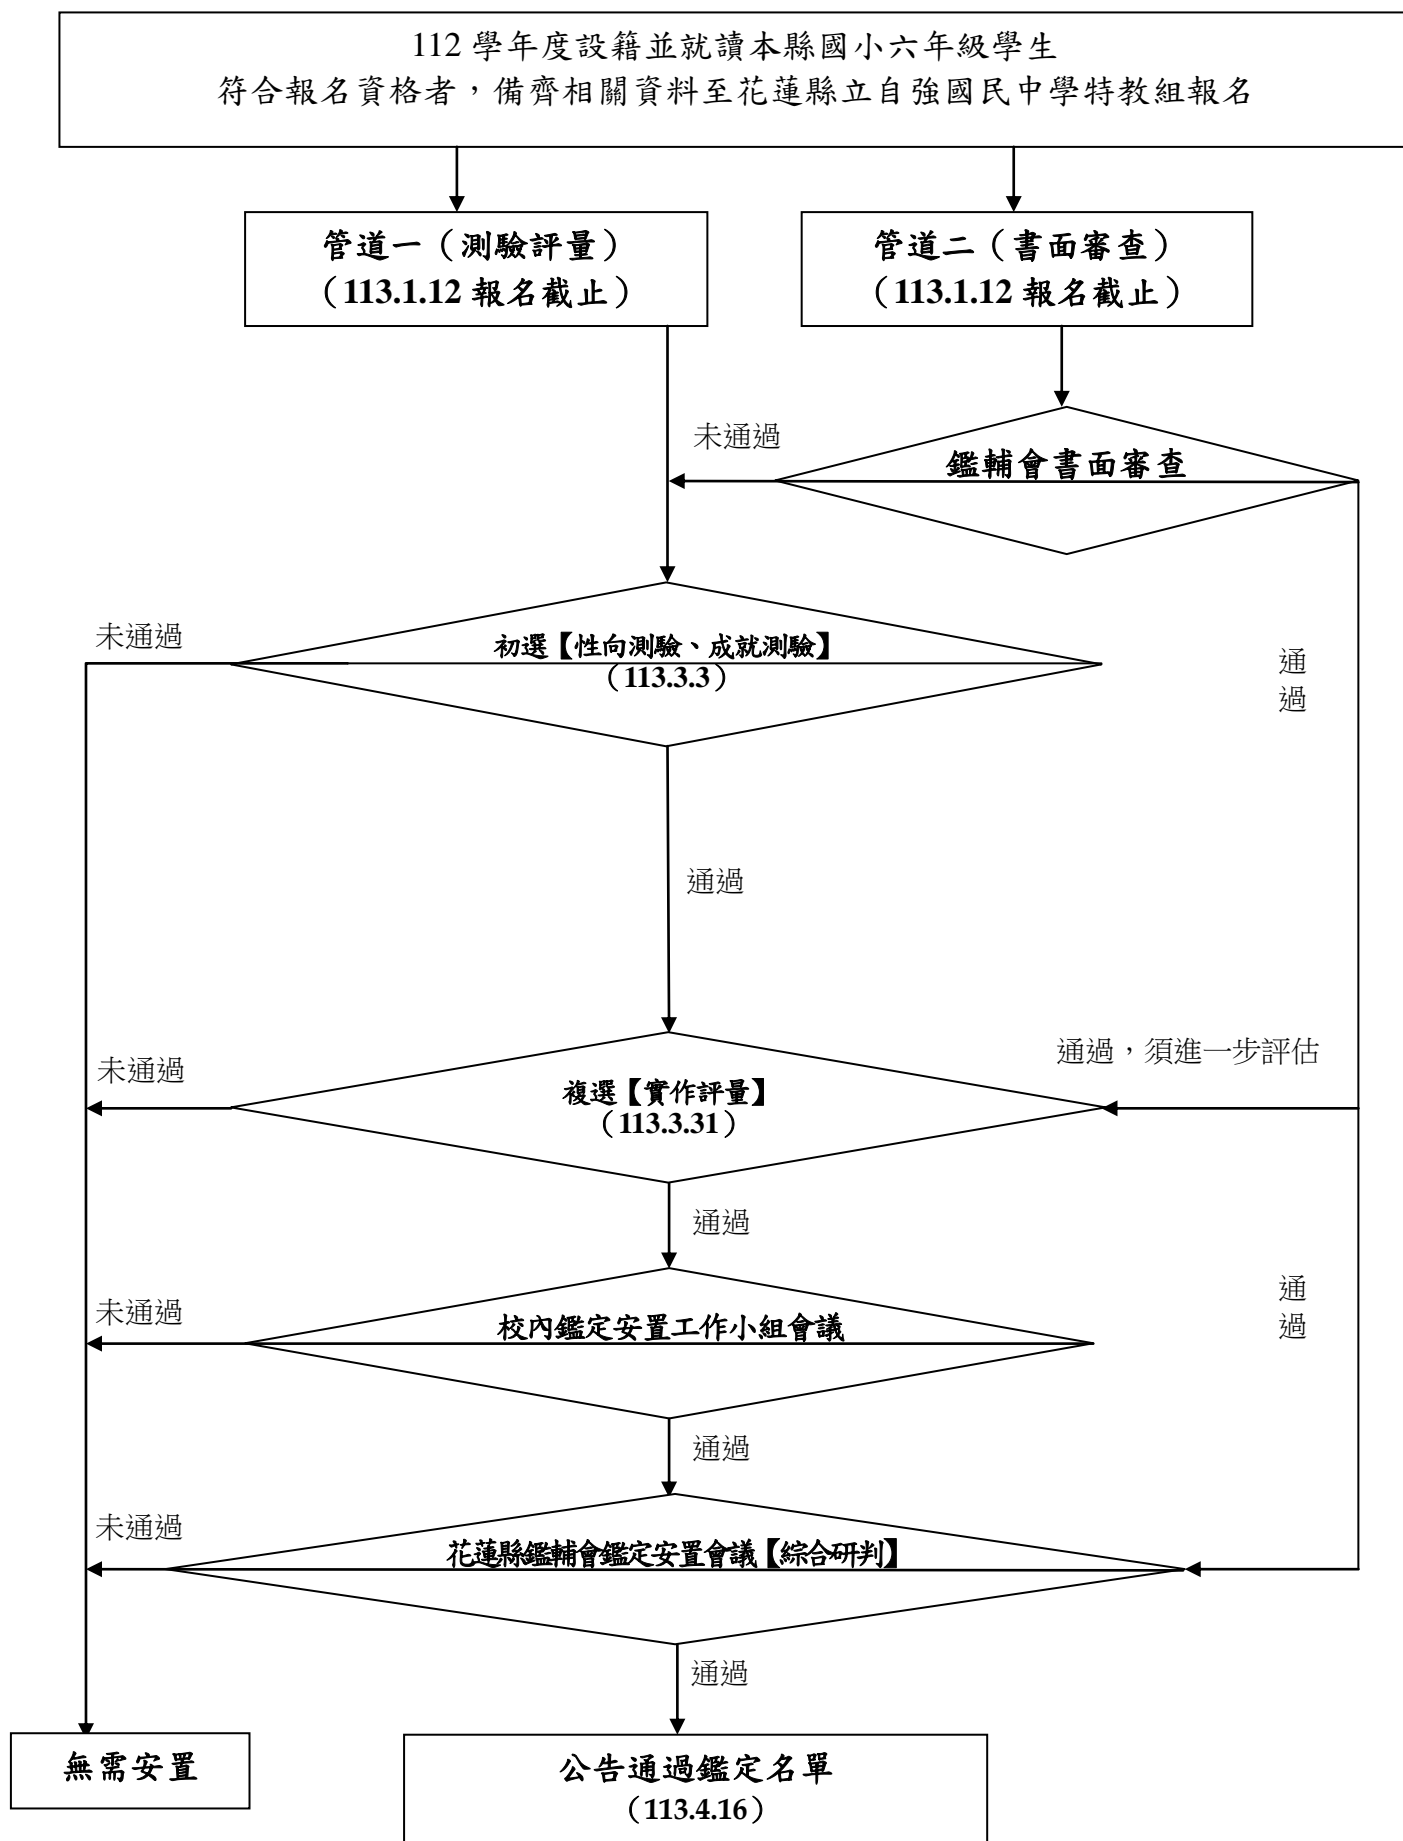 112 學年度設籍並就讀本縣國小六年級學生
符合報名資格者，備齊相關資料至花蓮縣立自強國民中學特教組報名
管道一（測驗評量）
（113.1.12 報名截止）
管道二（書面審查）
（113.1.12 報名截止）
未通過
鑑輔會書面審查
未通過
初選【性向測驗、成就測驗】
（113.3.3）
通
過
通過
未通過
複選【實作評量】
（113.3.31）
通過，須進一步評估
通過
未通過
校內鑑定安置工作小組會議
通
過
通過
未通過
花蓮縣鑑輔會鑑定安置會議【綜合研判】
通過
無需安置
公告通過鑑定名單
（113.4.16）